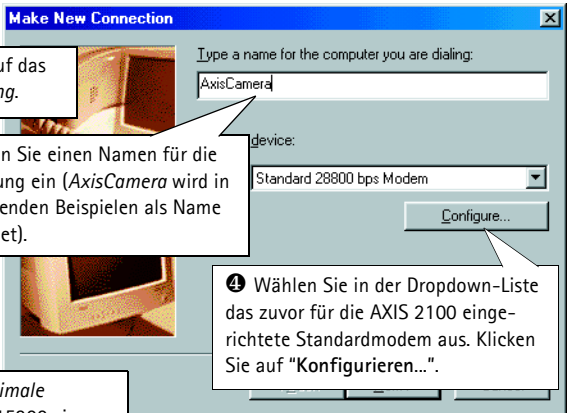 Make New Connection
Type a name for the computer you are dialing:
AxisCamera
uf das
ng.
n Sie einen Namen für die
ung ein (AxisCamera wird in
enden Beispielen als Name
et).
device:
Standard 28800 bps Modem
Configure...
❹ Wählen Sie in der Dropdown-Liste
das zuvor für die AXIS 2100 einge-
richtete Standardmodem aus. Klicken
Sie auf "Konfigurieren...".
imale